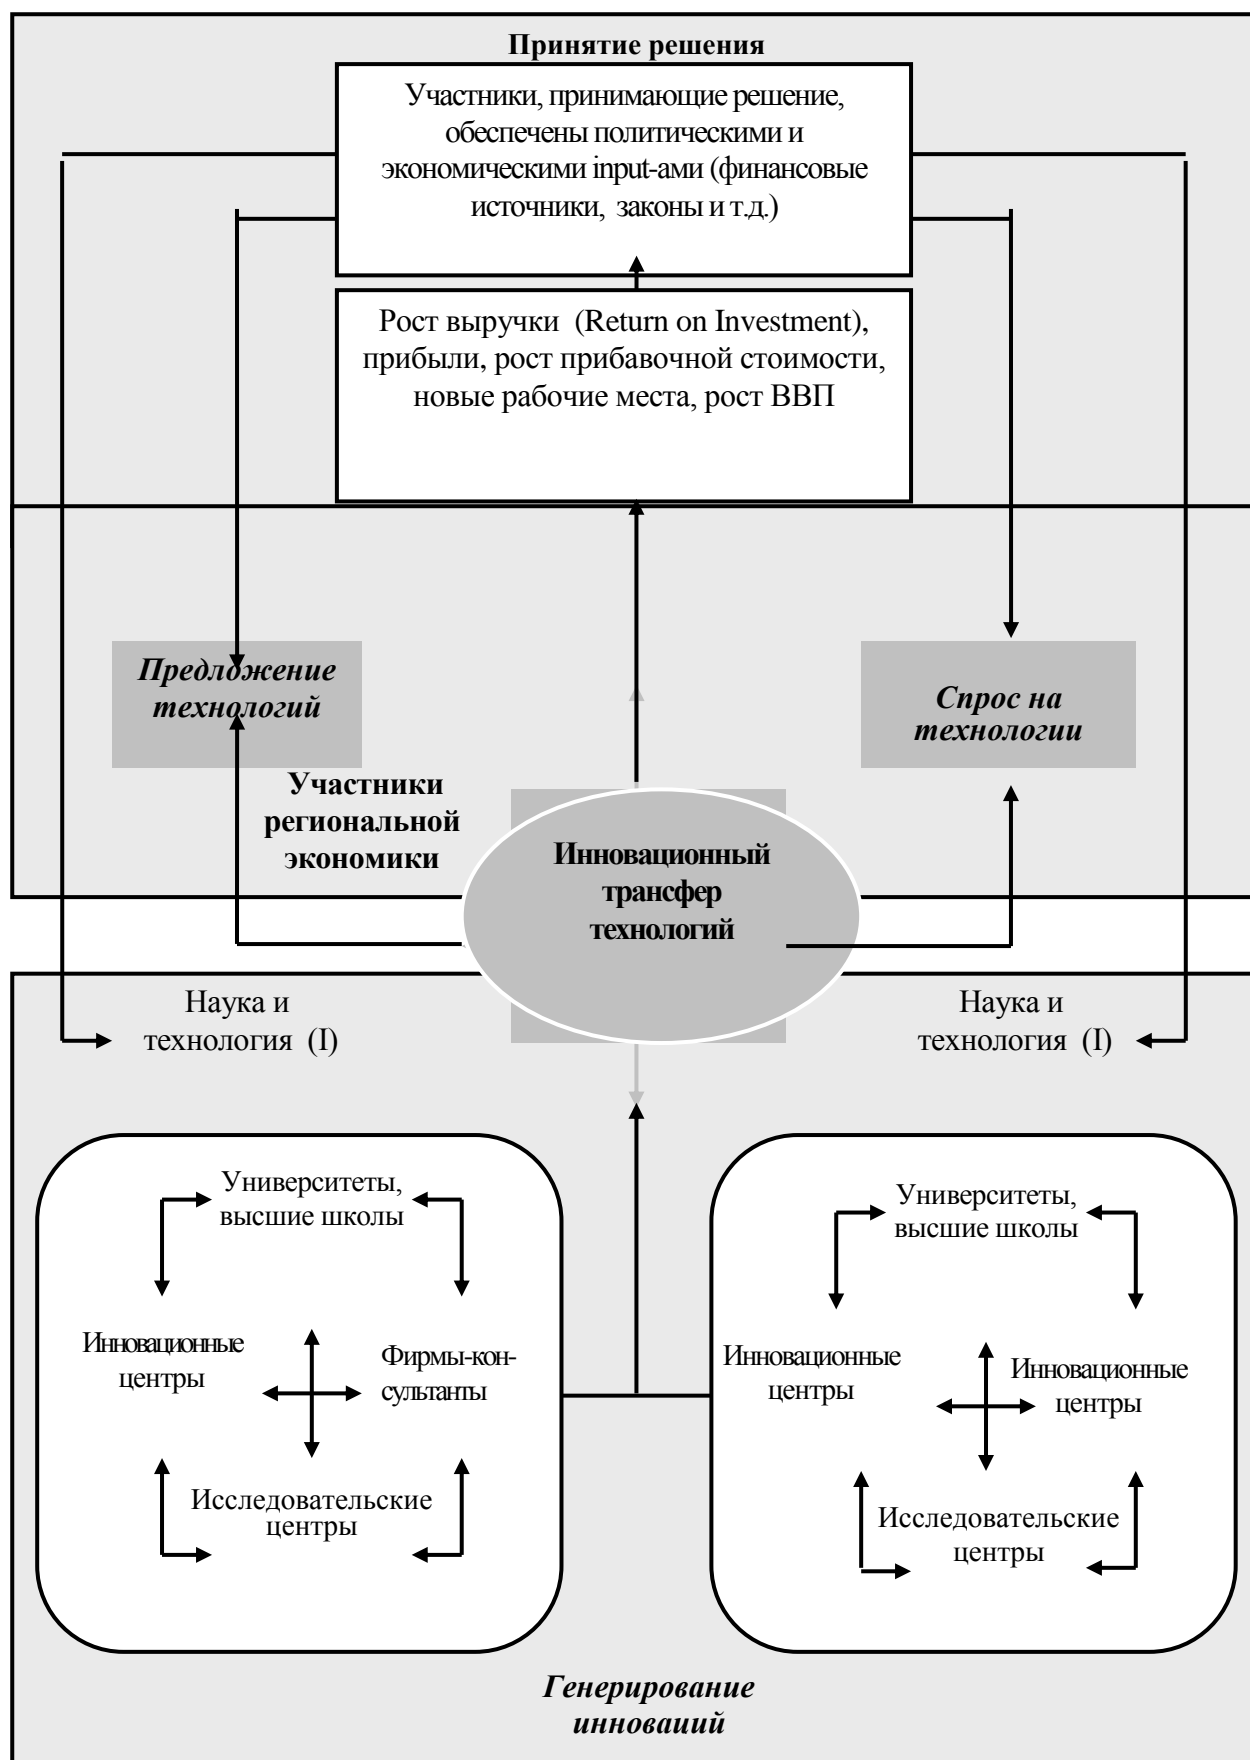 Принятие решения
Участники, принимающие решение,
обеспечены политическими и
экономическими input-ами (финансовые
источники, законы и т.д.)
Рост выручки (Return on Investment),
прибыли, рост прибавочной стоимости,
новые рабочие места, рост ВВП
Предложение
технологий
Спрос на
технологии
Участники
региональной
экономики
Инновационный
трансфер
технологий
Наука и
технология (I)
Наука и
технология (I)
Университеты,
высшие школы
Инновационные
центры
Фирмы-кон-
сультанты
Исследовательские
центры
Университеты,
высшие школы
Инновационные
центры
Инновационные
центры
Исследовательские
центры
Генерирование
инноваций